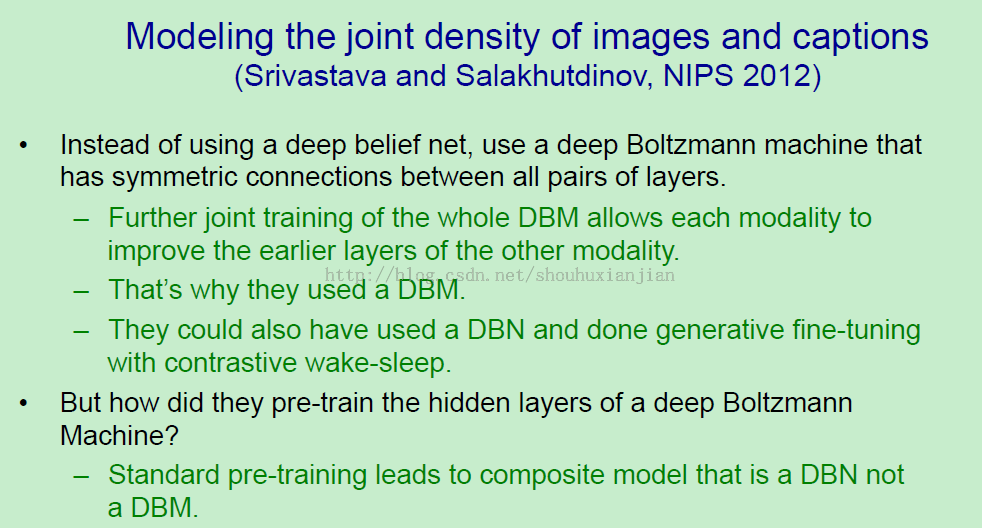 Modeling the joint density of images and captions
(Srivastava and Salakhutdinov, NIPS 2012)
• Instead of using a deep belief net, use a deep Boltzmann machine that
has symmetric connections between all pairs of layers.
– Further joint training of the whole DBM allows each modality to
improve the earlier layers of the other modality.
http://blog.csdn.net/shouhuxianjian
– That’s why they used a DBM.
– They could also have used a DBN and done generative fine-tuning
with contrastive wake-sleep.
• But how did they pre-train the hidden layers of a deep Boltzmann
Machine?
– Standard pre-training leads to composite model that is a DBN not
a DBM.